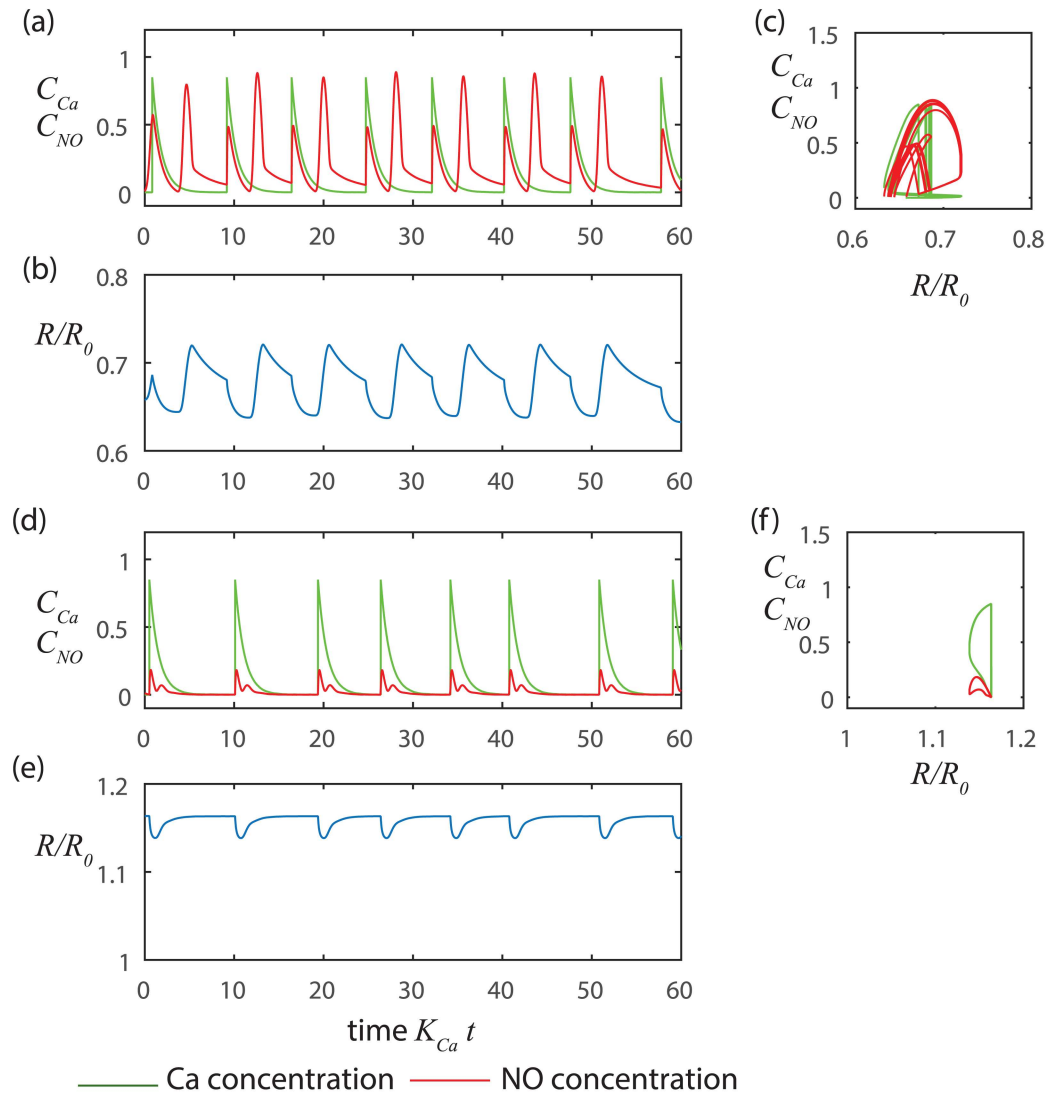 (a)
1
C_Ca
C_NO
0.5
0
0 10 20 30 40 50 60
(c)
1.5
C_Ca
1
C_NO
0.5
0
0.6 0.7 0.8
R/R_0
(b)
0.8
R/R_0
0.7
0.6
0 10 20 30 40 50 60
(d)
1
C_Ca
0.5
C_NO
0
0 10 20 30 40 50 60
(f)
1.5
C_Ca
1
C_NO
0.5
0
1 1.1 1.2
R/R_0
(e)
1.2
R/R_0
1.1
1
0 10 20 30 40 50 60
time K_Ca t
Ca concentration NO concentration